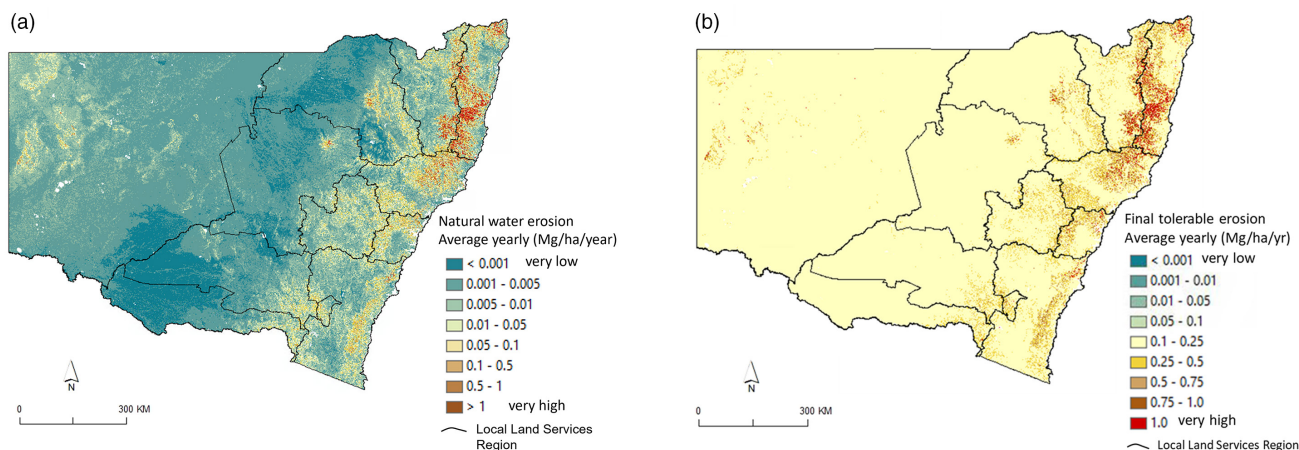 (a)
Natural water erosion
Average yearly (Mg/ha/year)
< 0.001 very low
0.001 - 0.005
0.005 - 0.01
0.01 - 0.05
0.05 - 0.1
0.1 - 0.5
0.5 - 1
> 1 very high
Local Land Services
Region
N
0 300 KM
(b)
Final tolerable erosion
Average yearly (Mg/ha/yr)
< 0.001 very low
0.001 - 0.01
0.01 - 0.05
0.05 - 0.1
0.1 - 0.25
0.25 - 0.5
0.5 - 0.75
0.75 - 1.0
1.0 very high
Local Land Services Region
N
0 300 KM